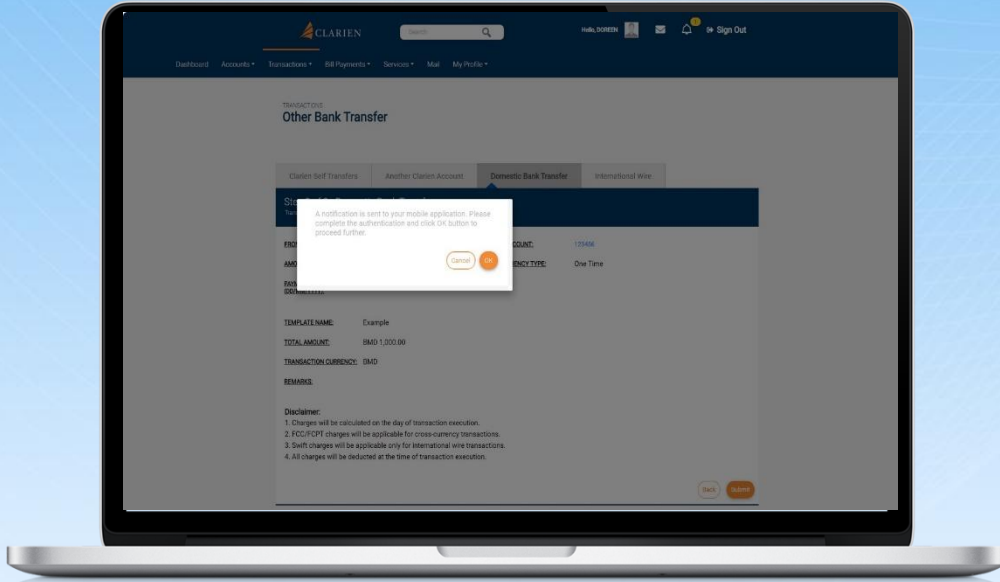 CLARIEN
Search
Hello, DOREEN
1
Sign Out
Dashboard Accounts Transactions Bill Payments Services Mail My Profile
TRANSACTIONS
Other Bank Transfer
Clarien Self Transfers Another Clarien Account Domestic Bank Transfer International Wire
A notification is sent to your mobile application. Please
complete the authentication and click OK button to
proceed further.
Cancel OK
One Time
TEMPLATE NAME: Example
TOTAL AMOUNT: BMD 1,000.00
TRANSACTION CURRENCY: BMD
REMARKS:
Disclaimer:
1. Charges will be calculated on the day of transaction execution.
2. FCC/FCPT charges will be applicable for cross-currency transactions.
3. Swift charges will be applicable only for International wire transactions.
4. All charges will be deducted at the time of transaction execution.
Back Submit